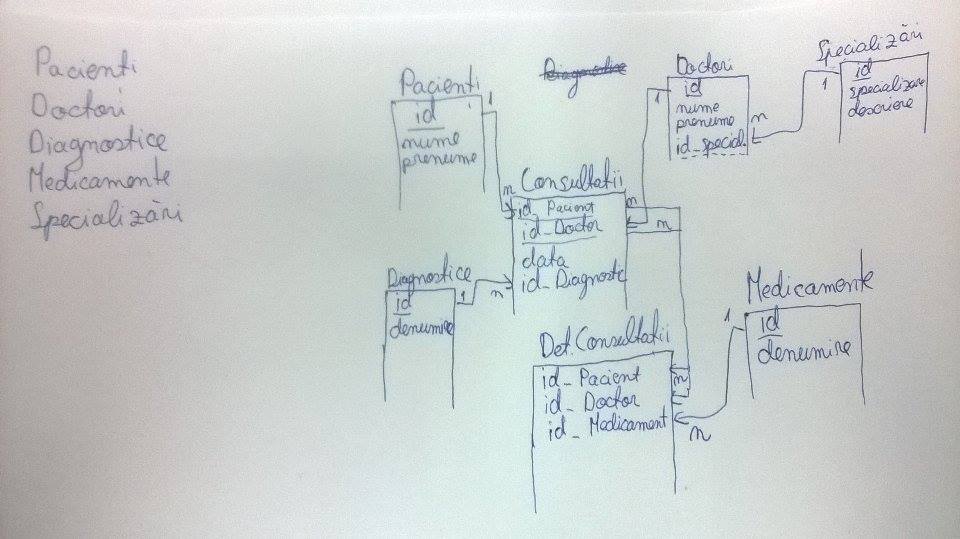 Pacienti
Doctori
Diagnostice
Medicamente
Specializări
Pacienti
id
nume
prenume
1
Doctori
id
nume
prenume
id_special.
1
n
Specializări
id
specializare
descriere
1
Consultatii
id_Pacient
id_Doctor
data
id_Diagnostic
n
n
n
n
Diagnostice
id
denumire
1
Det.Consultatii
id_Pacient
id_Doctor
id_Medicament
n
n
Medicamente
id
denumire
1